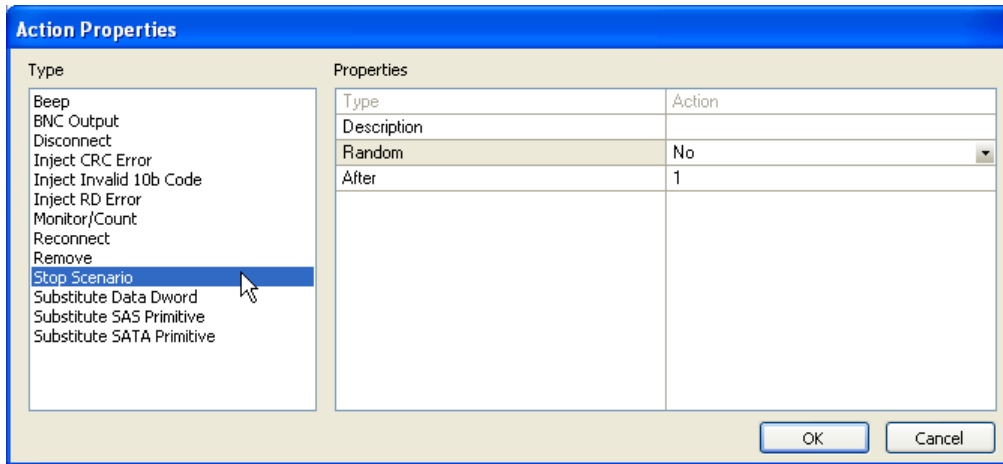 Action Properties
Type
Beep
BNC Output
Disconnect
Inject CRC Error
Inject Invalid 10b Code
Inject RD Error
Monitor/Count
Reconnect
Remove
Stop Scenario
Substitute Data Dword
Substitute SAS Primitive
Substitute SATA Primitive
Properties
Type Action
Description
Random No
After 1
OK Cancel